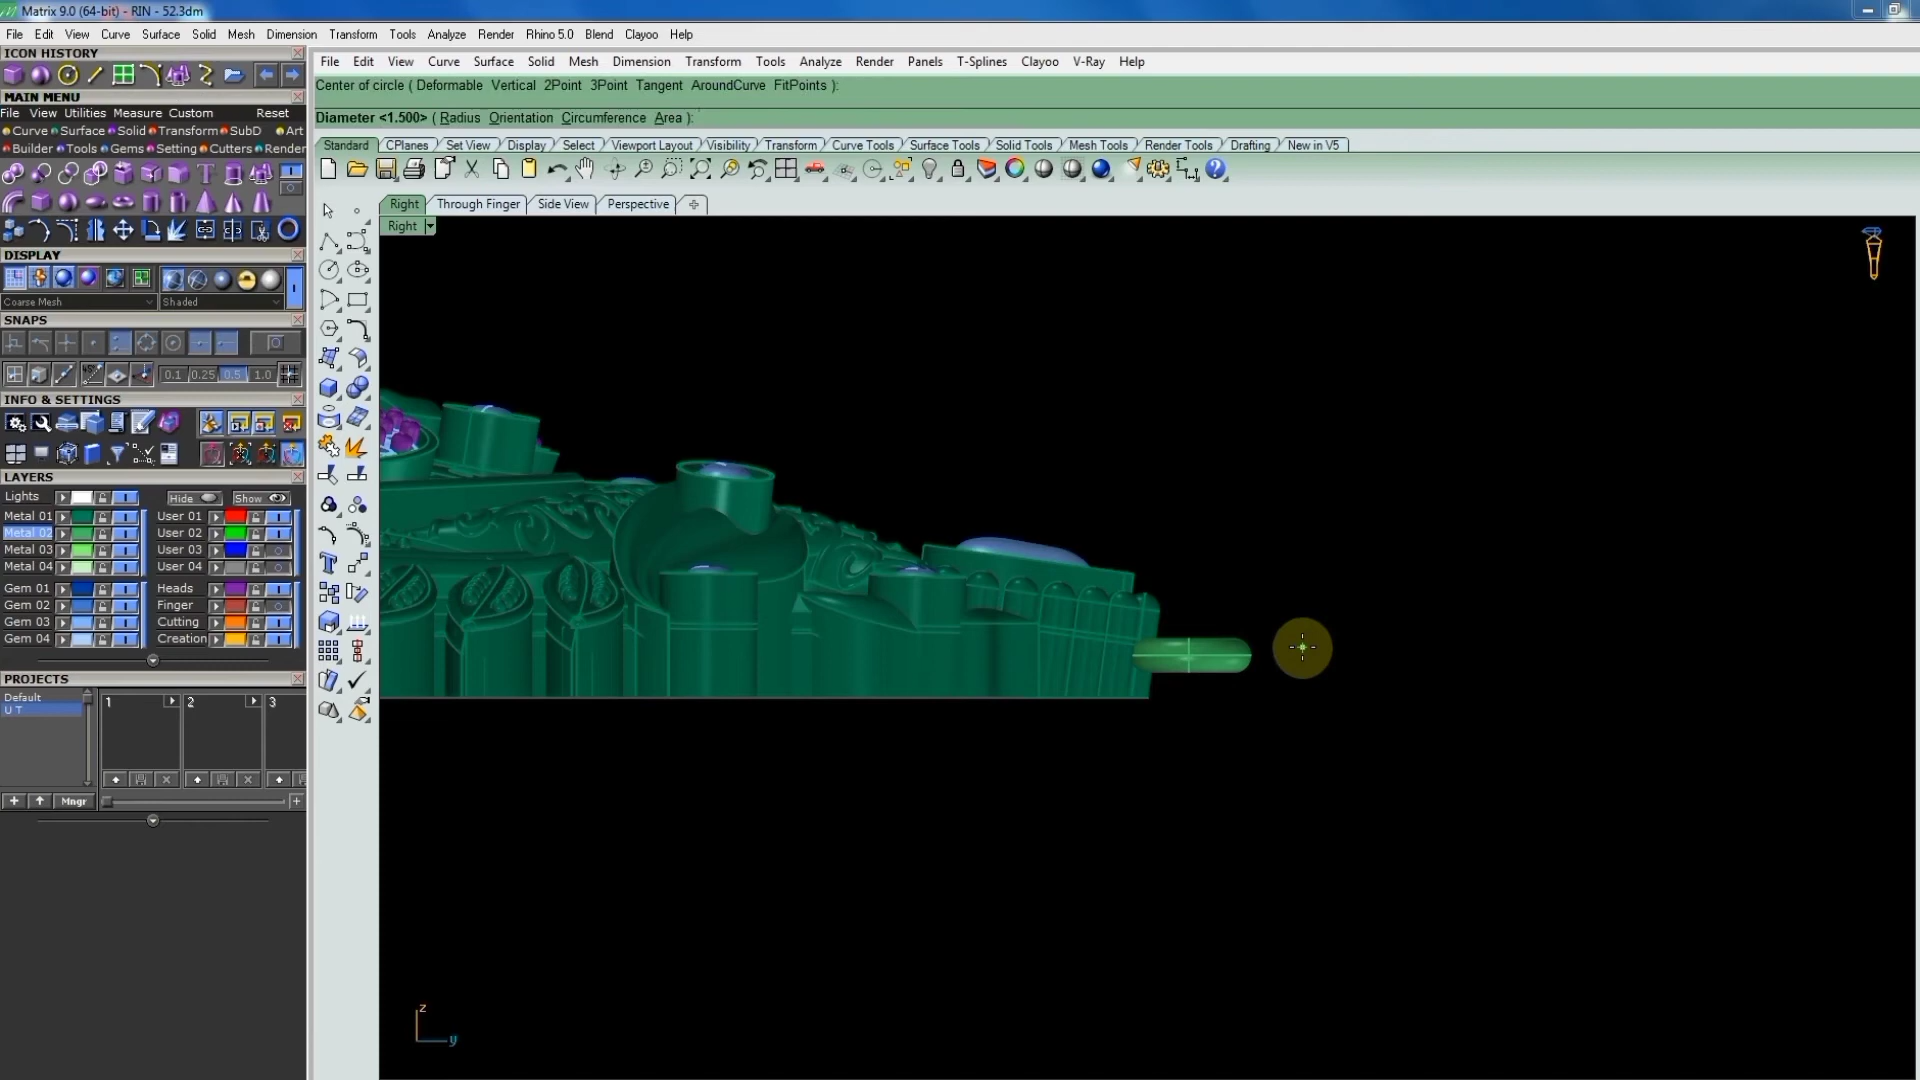 Matrix 9.0 (64-bit) - RIN - 52.3dm
File Edit View Curve Surface Solid Mesh Dimension Transform Tools Analyze Render Rhino 5.0 Blend Clayoo Help
ICON HISTORY
MAIN MENU
File View Utilities Measure Custom Reset
Curve Surface Solid Transform SubD Art
Builder Tools Gems Setting Cutters Render
DISPLAY
Coarse Mesh Shaded
SNAPS
0.1 0.25 0.5 1.0
INFO & SETTINGS
LAYERS
Lights Hide Show
Metal 01 User 01
Metal 02 User 02
Metal 03 User 03
Metal 04 User 04
Gem 01 Heads
Gem 02 Finger
Gem 03 Cutting
Gem 04 Creation
PROJECTS
Default
U T
1 2 3
Mngr
File Edit View Curve Surface Solid Mesh Dimension Transform Tools Analyze Render Panels T-Splines Clayoo V-Ray Help
Center of circle ( Deformable Vertical 2Point 3Point Tangent AroundCurve FitPoints ):
Diameter <1.500> ( Radius Orientation Circumference Area ):
Standard CPlanes Set View Display Select Viewport Layout Visibility Transform Curve Tools Surface Tools Solid Tools Mesh Tools Render Tools Drafting New in V5
Right Through Finger Side View Perspective
Right
z
y